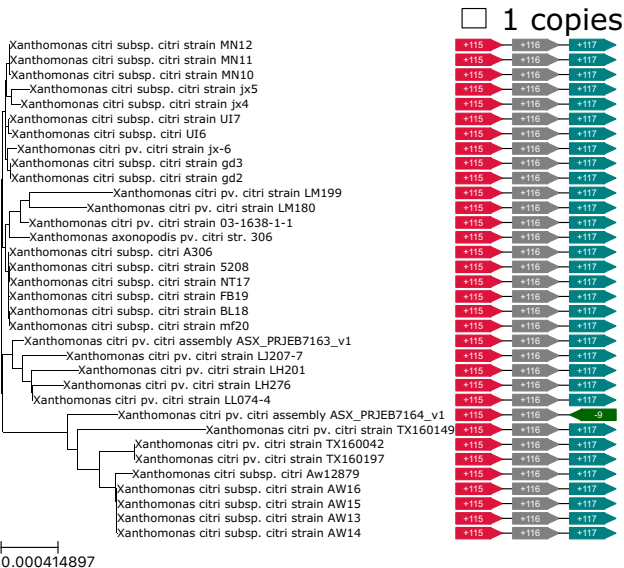 1 copies
Xanthomonas citri subsp. citri strain MN12 +115 +116 +117
Xanthomonas citri subsp. citri strain MN11 +115 +116 +117
Xanthomonas citri subsp. citri strain MN10 +115 +116 +117
Xanthomonas citri subsp. citri strain jx5 +115 +116 +117
Xanthomonas citri subsp. citri strain jx4 +115 +116 +117
Xanthomonas citri subsp. citri strain UI7 +115 +116 +117
Xanthomonas citri subsp. citri UI6 +115 +116 +117
Xanthomonas citri pv. citri strain jx-6 +115 +116 +117
Xanthomonas citri subsp. citri strain gd3 +115 +116 +117
Xanthomonas citri subsp. citri strain gd2 +115 +116 +117
Xanthomonas citri pv. citri strain LM199 +115 +116 +117
Xanthomonas citri pv. citri strain LM180 +115 +116 +117
Xanthomonas citri pv. citri strain 03-1638-1-1 +115 +116 +117
Xanthomonas axonopodis pv. citri str. 306 +115 +116 +117
Xanthomonas citri subsp. citri A306 +115 +116 +117
Xanthomonas citri subsp. citri strain 5208 +115 +116 +117
Xanthomonas citri subsp. citri strain NT17 +115 +116 +117
Xanthomonas citri subsp. citri strain FB19 +115 +116 +117
Xanthomonas citri subsp. citri strain BL18 +115 +116 +117
Xanthomonas citri subsp. citri strain mf20 +115 +116 +117
Xanthomonas citri pv. citri assembly ASX_PRJEB7163_v1 +115 +116 +117
Xanthomonas citri pv. citri strain LJ207-7 +115 +116 +117
Xanthomonas citri pv. citri strain LH201 +115 +116 +117
Xanthomonas citri pv. citri strain LH276 +115 +116 +117
Xanthomonas citri pv. citri strain LL074-4 +115 +116 +117
Xanthomonas citri pv. citri assembly ASX_PRJEB7164_v1 +115 +116 -9
Xanthomonas citri pv. citri strain TX160149 +115 +116 +117
Xanthomonas citri pv. citri strain TX160042 +115 +116 +117
Xanthomonas citri pv. citri strain TX160197 +115 +116 +117
Xanthomonas citri subsp. citri Aw12879 +115 +116 +117
Xanthomonas citri subsp. citri strain AW16 +115 +116 +117
Xanthomonas citri subsp. citri strain AW15 +115 +116 +117
Xanthomonas citri subsp. citri strain AW13 +115 +116 +117
Xanthomonas citri subsp. citri strain AW14 +115 +116 +117
0.000414897